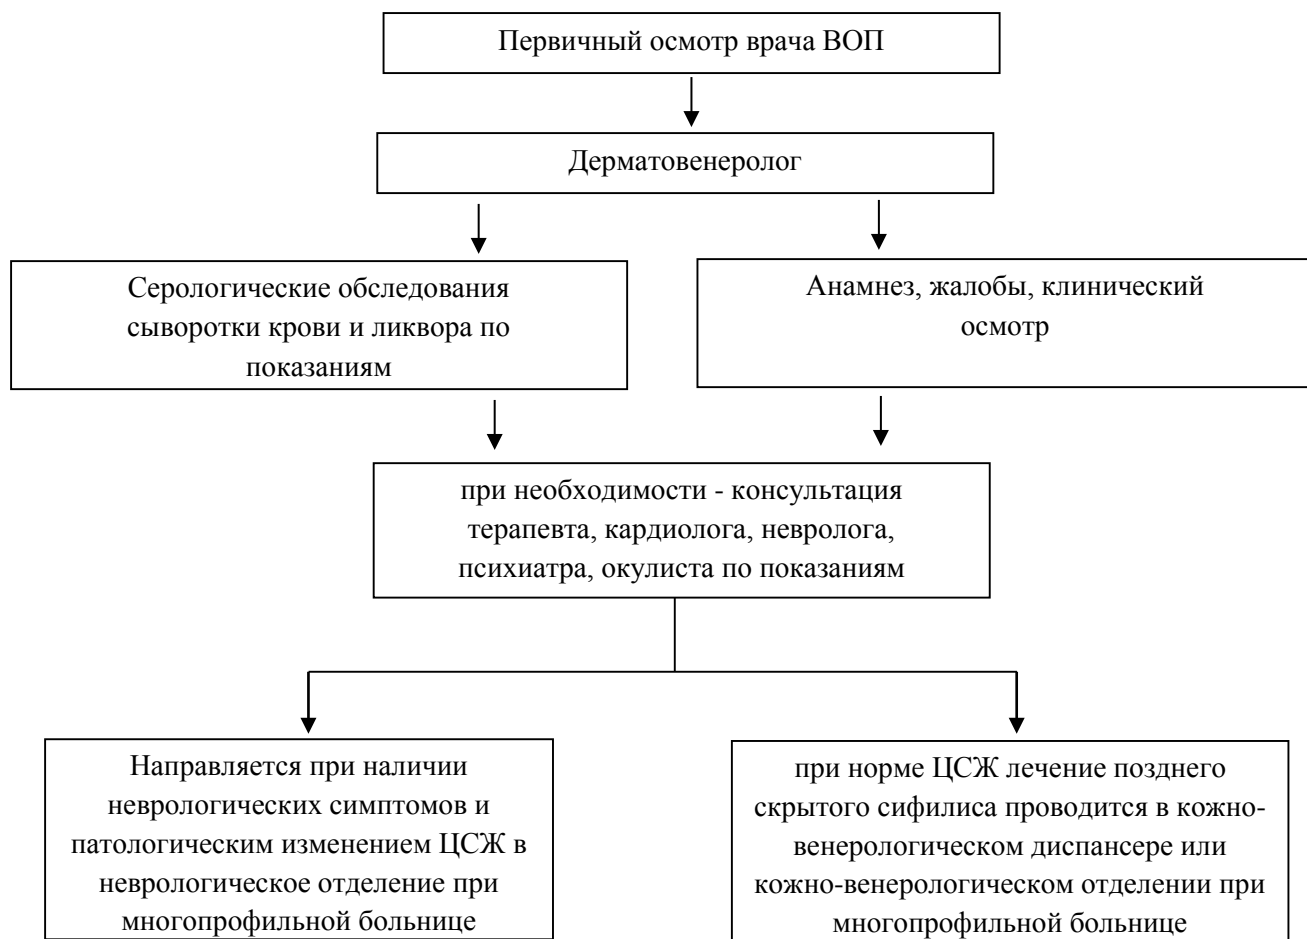 Первичный осмотр врача ВОП
Дерматовенеролог
Серологические обследования
сыворотки крови и ликвора по
показаниям
Анамнез, жалобы, клинический
осмотр
при необходимости - консультация
терапевта, кардиолога, невролога,
психиатра, окулиста по показаниям
Направляется при наличии
неврологических симптомов и
патологическим изменением ЦСЖ в
неврологическое отделение при
многопрофильной больнице
при норме ЦСЖ лечение позднего
скрытого сифилиса проводится в кожно-
венерологическом диспансере или
кожно-венерологическом отделении при
многопрофильной больнице